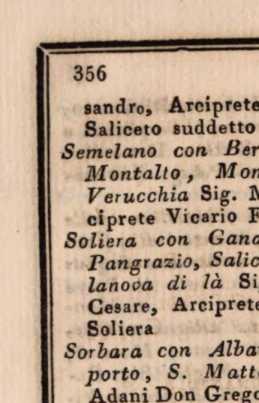 356
sandro, Arciprete
Saliceto suddetto
Semelano con Ber
Montalto, Mon
Verucchia Sig. M
ciprete Vicario F
Soliera con Gand
Pangrazio, Salic
lanova di là Si
Cesare, Arciprete
Soliera
Sorbara con Alba
porto, S. Matt
Adani Don Grego